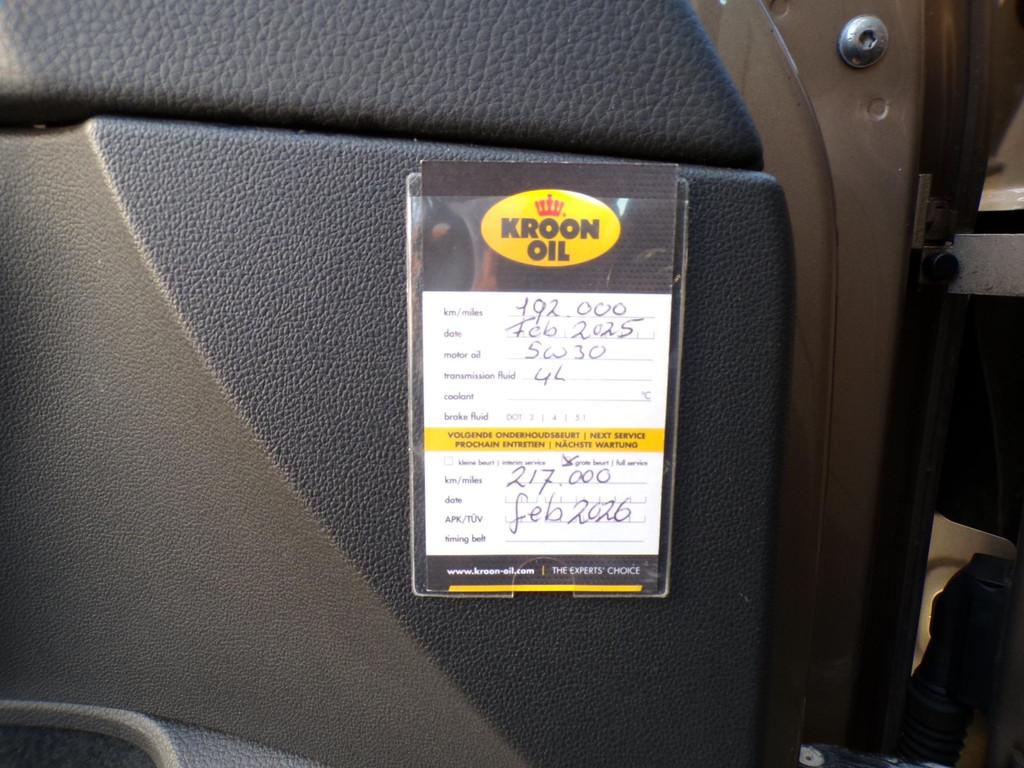 KROON
OIL
km/miles 192.000
date Feb 2025
motor oil 5w30
transmission fluid 4L
coolant °C
brake fluid DOT 3 | 4 | 5.1
VOLGENDE ONDERHOUDSBEURT | NEXT SERVICE
PROCHAIN ENTRETIEN | NÄCHSTE WARTUNG
kleine beurt | interim service grote beurt | full service
km/miles 217.000
date
APK/TÜV feb 2026
timing belt
www.kroon-oil.com | THE EXPERTS' CHOICE